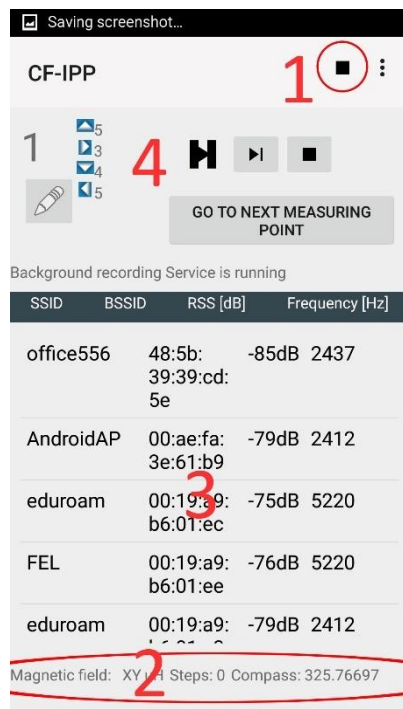 Saving screenshot...
CF-IPP
1
1
5
3
4
5
4
GO TO NEXT MEASURING
POINT
Background recording Service is running
SSID BSSID RSS [dB] Frequency [Hz]
office556 48:5b: -85dB 2437
39:39:cd:
5e
AndroidAP 00:ae:fa: -79dB 2412
3e:61:b9
3
eduroam 00:19:a9: -75dB 5220
b6:01:ec
FEL 00:19:a9: -76dB 5220
b6:01:ee
eduroam 00:19:a9: -79dB 2412
2
Magnetic field: Steps: 0 Compass: 325.76697